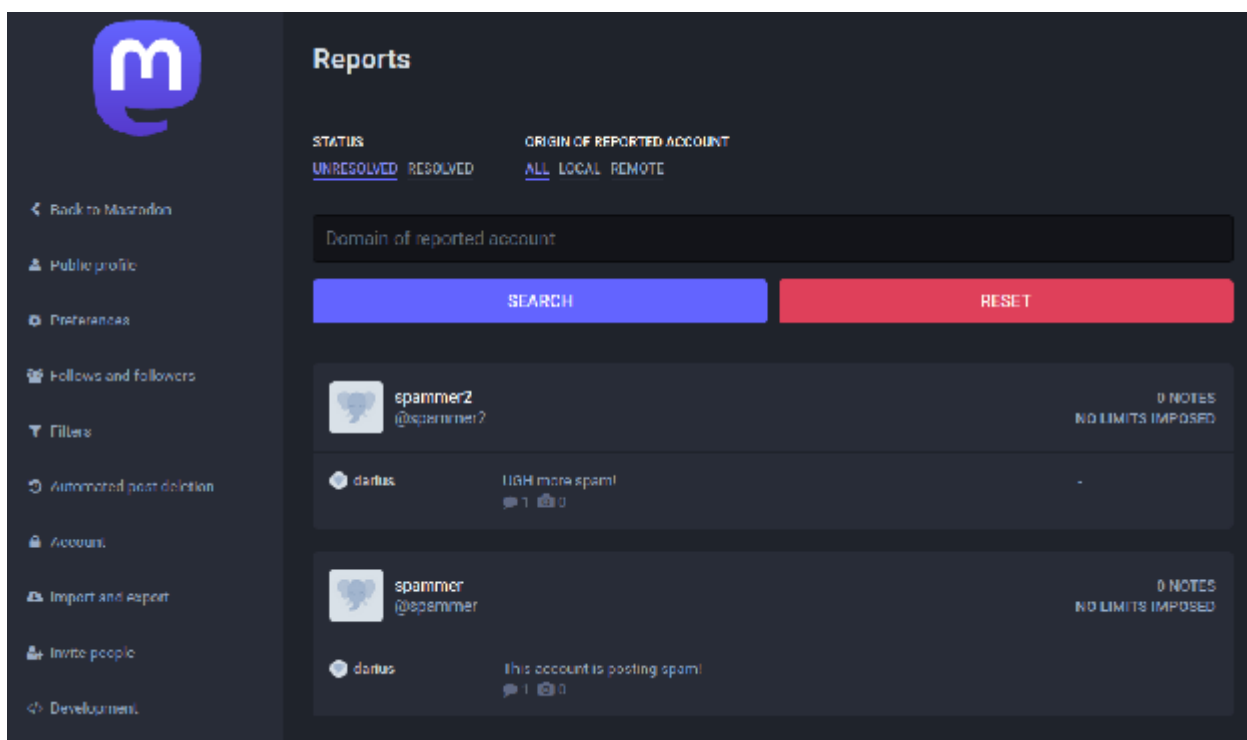 Reports
STATUS
UNRESOLVED RESOLVED
ORIGIN OF REPORTED ACCOUNT
ALL LOCAL REMOTE
Domain of reported account
SEARCH
RESET
Back to Mastodon
Public profile
Preferences
Follows and followers
Filters
Automated post deletion
Account
Import and export
Invite people
Development
spammer2
@spammer2
0 NOTES
NO LIMITS IMPOSED
darius
UGH more spam!
1 0
-
spammer
@spammer
0 NOTES
NO LIMITS IMPOSED
darius
This account is posting spam!
1 0